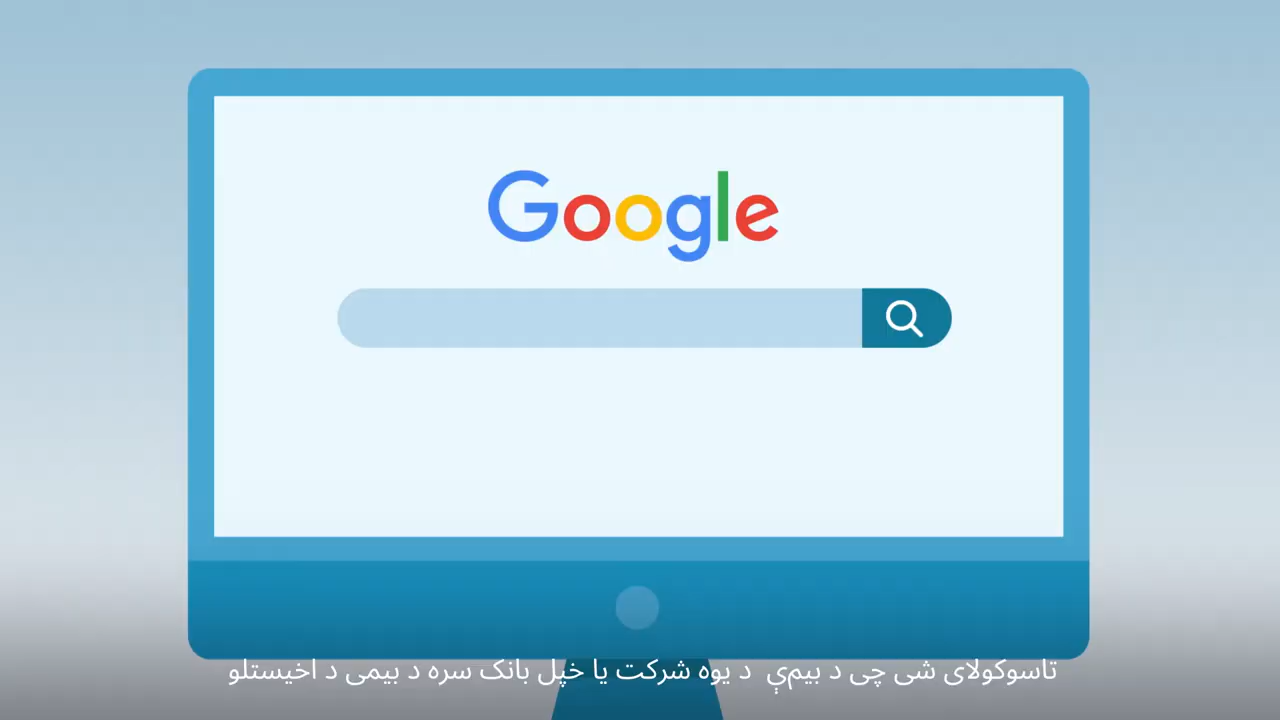 Google
تاسوکولای شی چی د بیمې د یوه شرکت یا خپل بانک سره د بیمی د اخیستلو